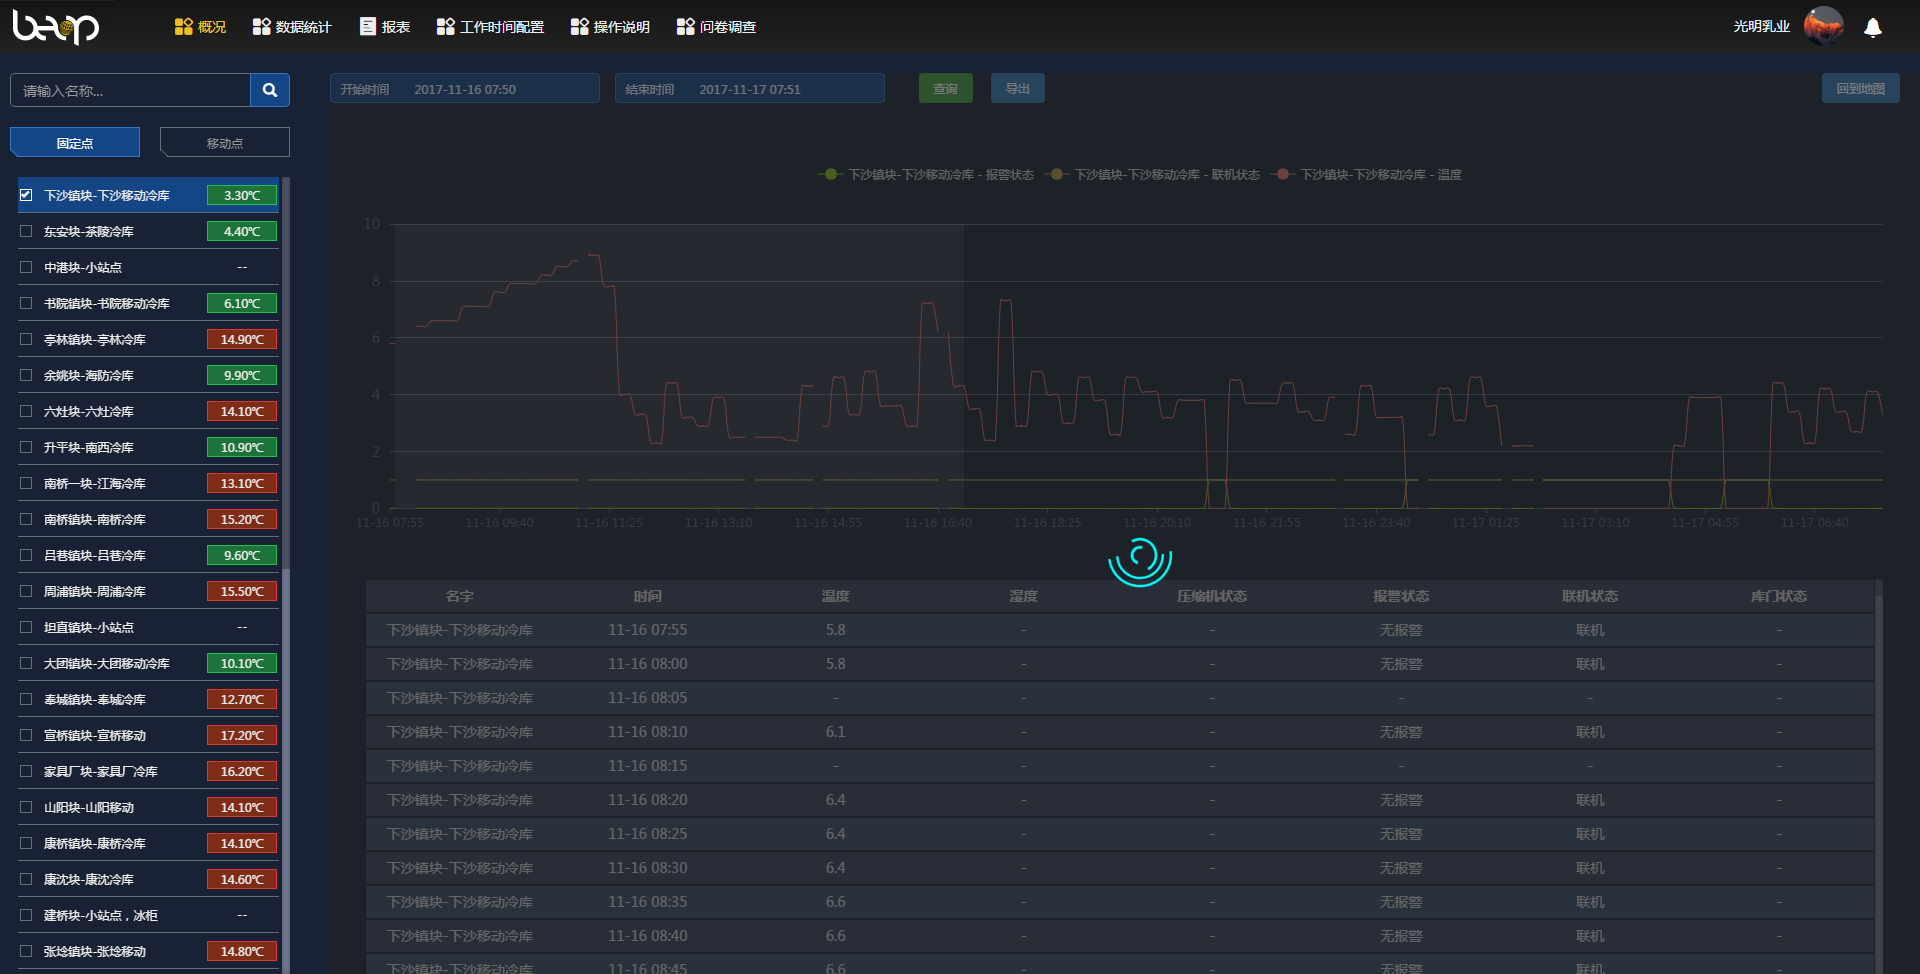 beop
概况 数据统计 报表 工作时间配置 操作说明 问卷调查 光明乳业
请输入名称...
固定点 移动点
下沙镇块-下沙移动冷库 3.30℃
东安块-茶陵冷库 4.40℃
中港块-小站点 --
书院镇块-书院移动冷库 6.10℃
亭林镇块-亭林冷库 14.90℃
余姚块-海防冷库 9.90℃
六灶块-六灶冷库 14.10℃
升平块-南西冷库 10.90℃
南桥一块-江海冷库 13.10℃
南桥镇块-南桥冷库 15.20℃
吕巷镇块-吕巷冷库 9.60℃
周浦镇块-周浦冷库 15.50℃
坦直镇块-小站点 --
大团镇块-大团移动冷库 10.10℃
奉城镇块-奉城冷库 12.70℃
宣桥镇块-宣桥移动 17.20℃
家具厂块-家具厂冷库 16.20℃
山阳块-山阳移动 14.10℃
康桥镇块-康桥冷库 14.10℃
康沈块-康沈冷库 14.60℃
建桥块-小站点，冰柜 --
张埝镇块-张埝移动 14.80℃
开始时间 2017-11-16 07:50 结束时间 2017-11-17 07:51 查询 导出 回到地图
下沙镇块-下沙移动冷库 - 报警状态 下沙镇块-下沙移动冷库 - 联机状态 下沙镇块-下沙移动冷库 - 温度
10
8
6
4
2
0
11-16 07:55 11-16 09:40 11-16 11:25 11-16 13:10 11-16 14:55 11-16 16:40 11-16 18:25 11-16 20:10 11-16 21:55 11-16 23:40 11-17 01:25 11-17 03:10 11-17 04:55 11-17 06:40
名字 时间 温度 湿度 压缩机状态 报警状态 联机状态 库门状态
下沙镇块-下沙移动冷库 11-16 07:55 5.8 - - 无报警 联机 -
下沙镇块-下沙移动冷库 11-16 08:00 5.8 - - 无报警 联机 -
下沙镇块-下沙移动冷库 11-16 08:05 - - - - - -
下沙镇块-下沙移动冷库 11-16 08:10 6.1 - - 无报警 联机 -
下沙镇块-下沙移动冷库 11-16 08:15 - - - - - -
下沙镇块-下沙移动冷库 11-16 08:20 6.4 - - 无报警 联机 -
下沙镇块-下沙移动冷库 11-16 08:25 6.4 - - 无报警 联机 -
下沙镇块-下沙移动冷库 11-16 08:30 6.4 - - 无报警 联机 -
下沙镇块-下沙移动冷库 11-16 08:35 6.6 - - 无报警 联机 -
下沙镇块-下沙移动冷库 11-16 08:40 6.6 - - 无报警 联机 -
下沙镇块-下沙移动冷库 11-16 08:45 6.6 - - 无报警 联机 -